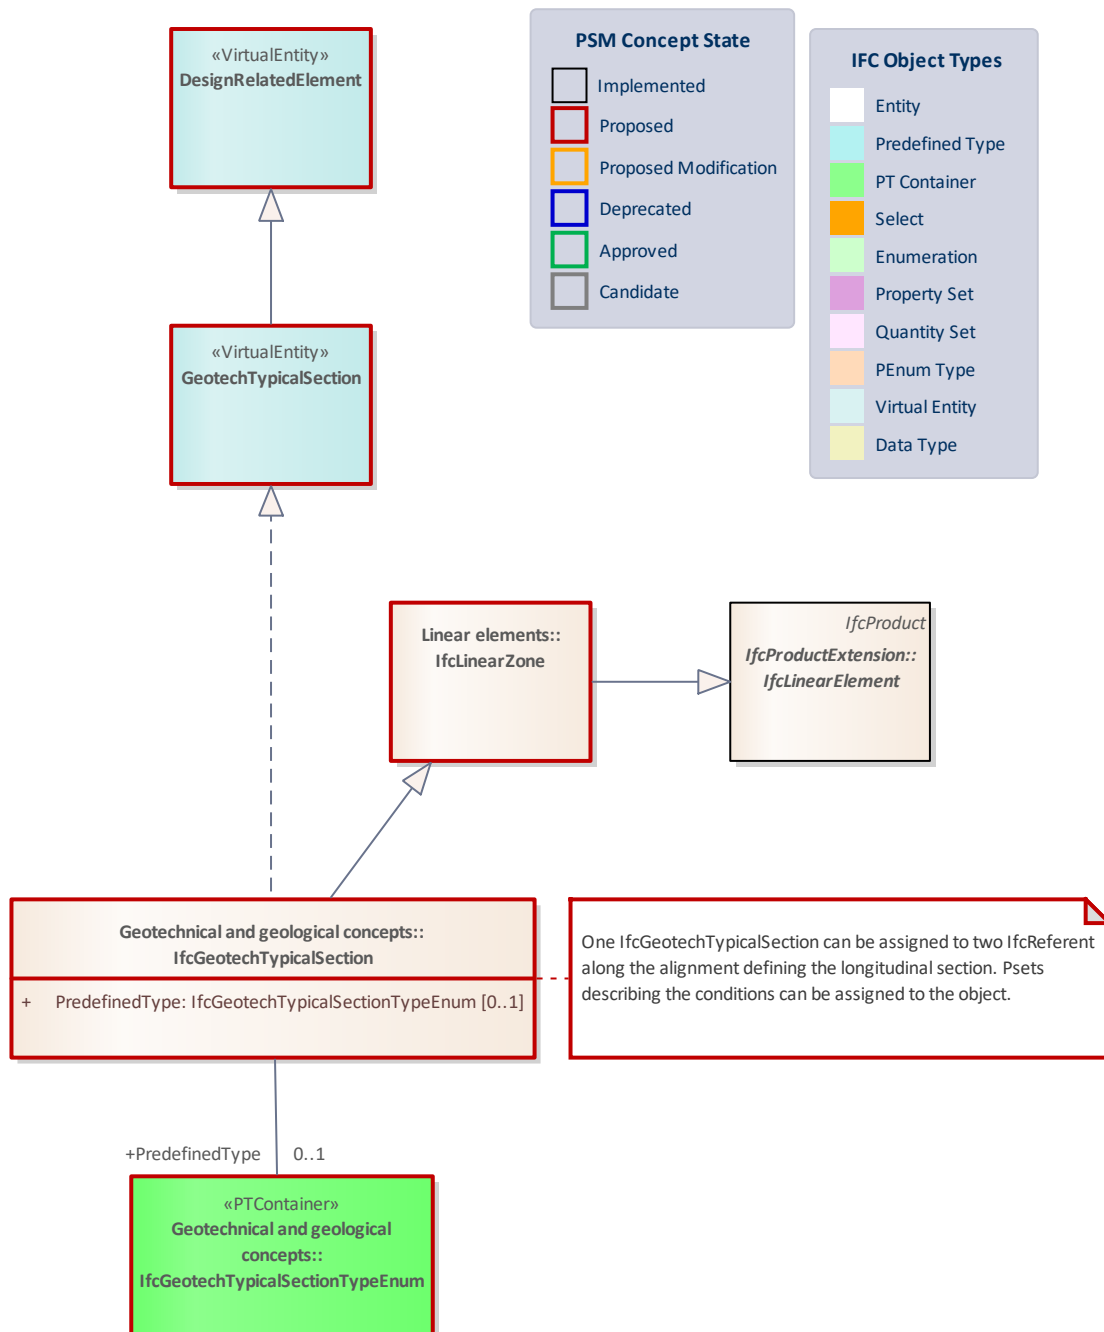 «VirtualEntity»
DesignRelatedElement
PSM Concept State
Implemented
Proposed
Proposed Modification
Deprecated
Approved
Candidate
IFC Object Types
Entity
Predefined Type
PT Container
Select
Enumeration
Property Set
Quantity Set
PEnum Type
Virtual Entity
Data Type
«VirtualEntity»
GeotechTypicalSection
Linear elements::
IfcLinearZone
IfcProduct
IfcProductExtension::
IfcLinearElement
Geotechnical and geological concepts::
IfcGeotechTypicalSection
+ PredefinedType: IfcGeotechTypicalSectionTypeEnum [0..1]
One IfcGeotechTypicalSection can be assigned to two IfcReferent
along the alignment defining the longitudinal section. Psets
describing the conditions can be assigned to the object.
+PredefinedType 0..1
«PTContainer»
Geotechnical and geological
concepts::
IfcGeotechTypicalSectionTypeEnum